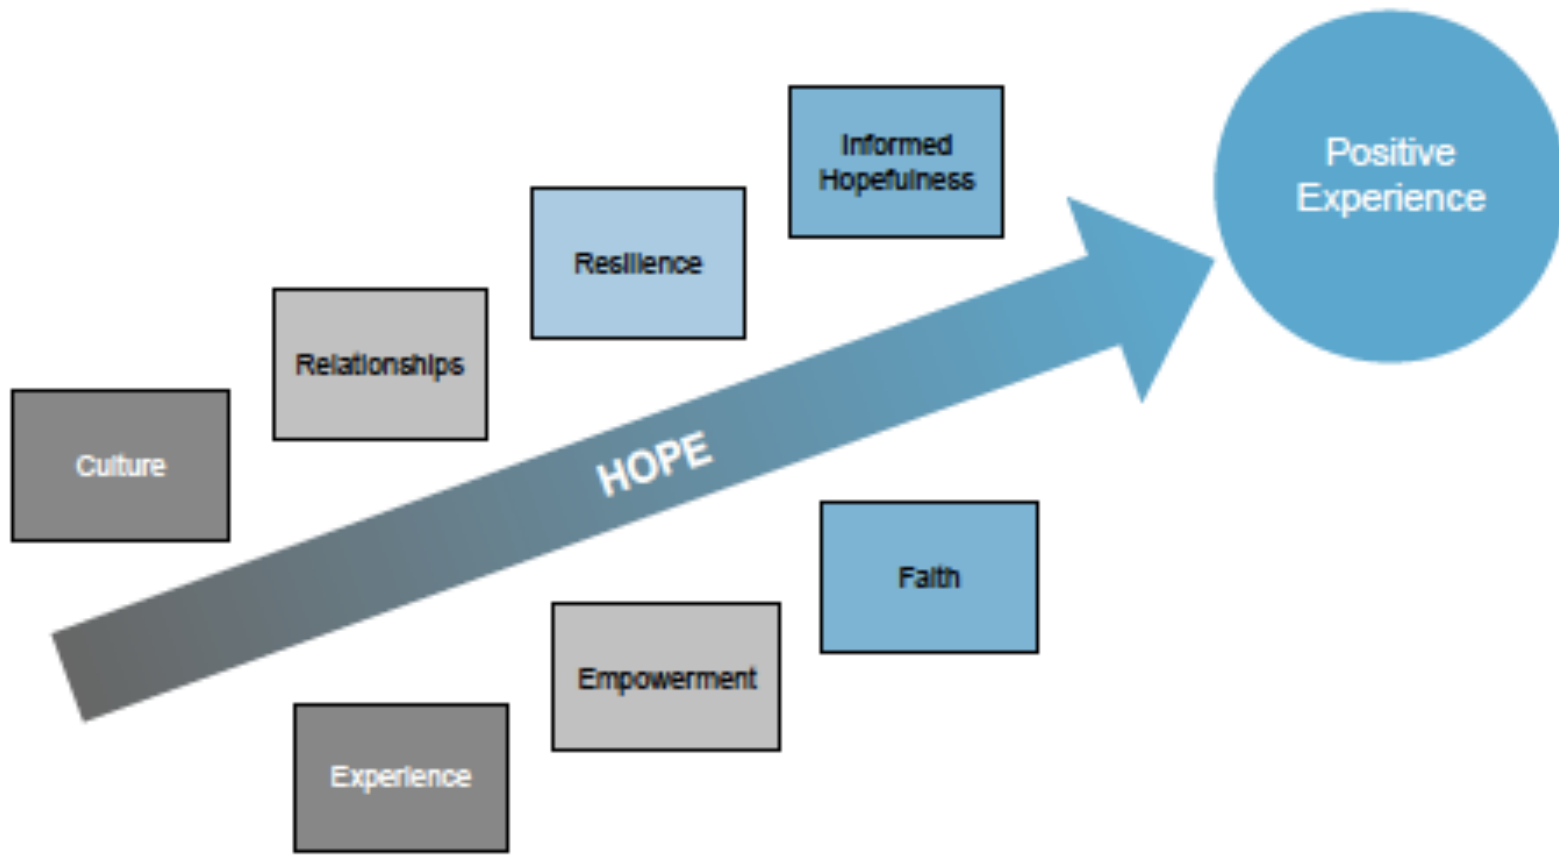 Positive
Experience
Informed
Hopefulness
Resilience
Relationships
Culture
HOPE
Faith
Empowerment
Experience